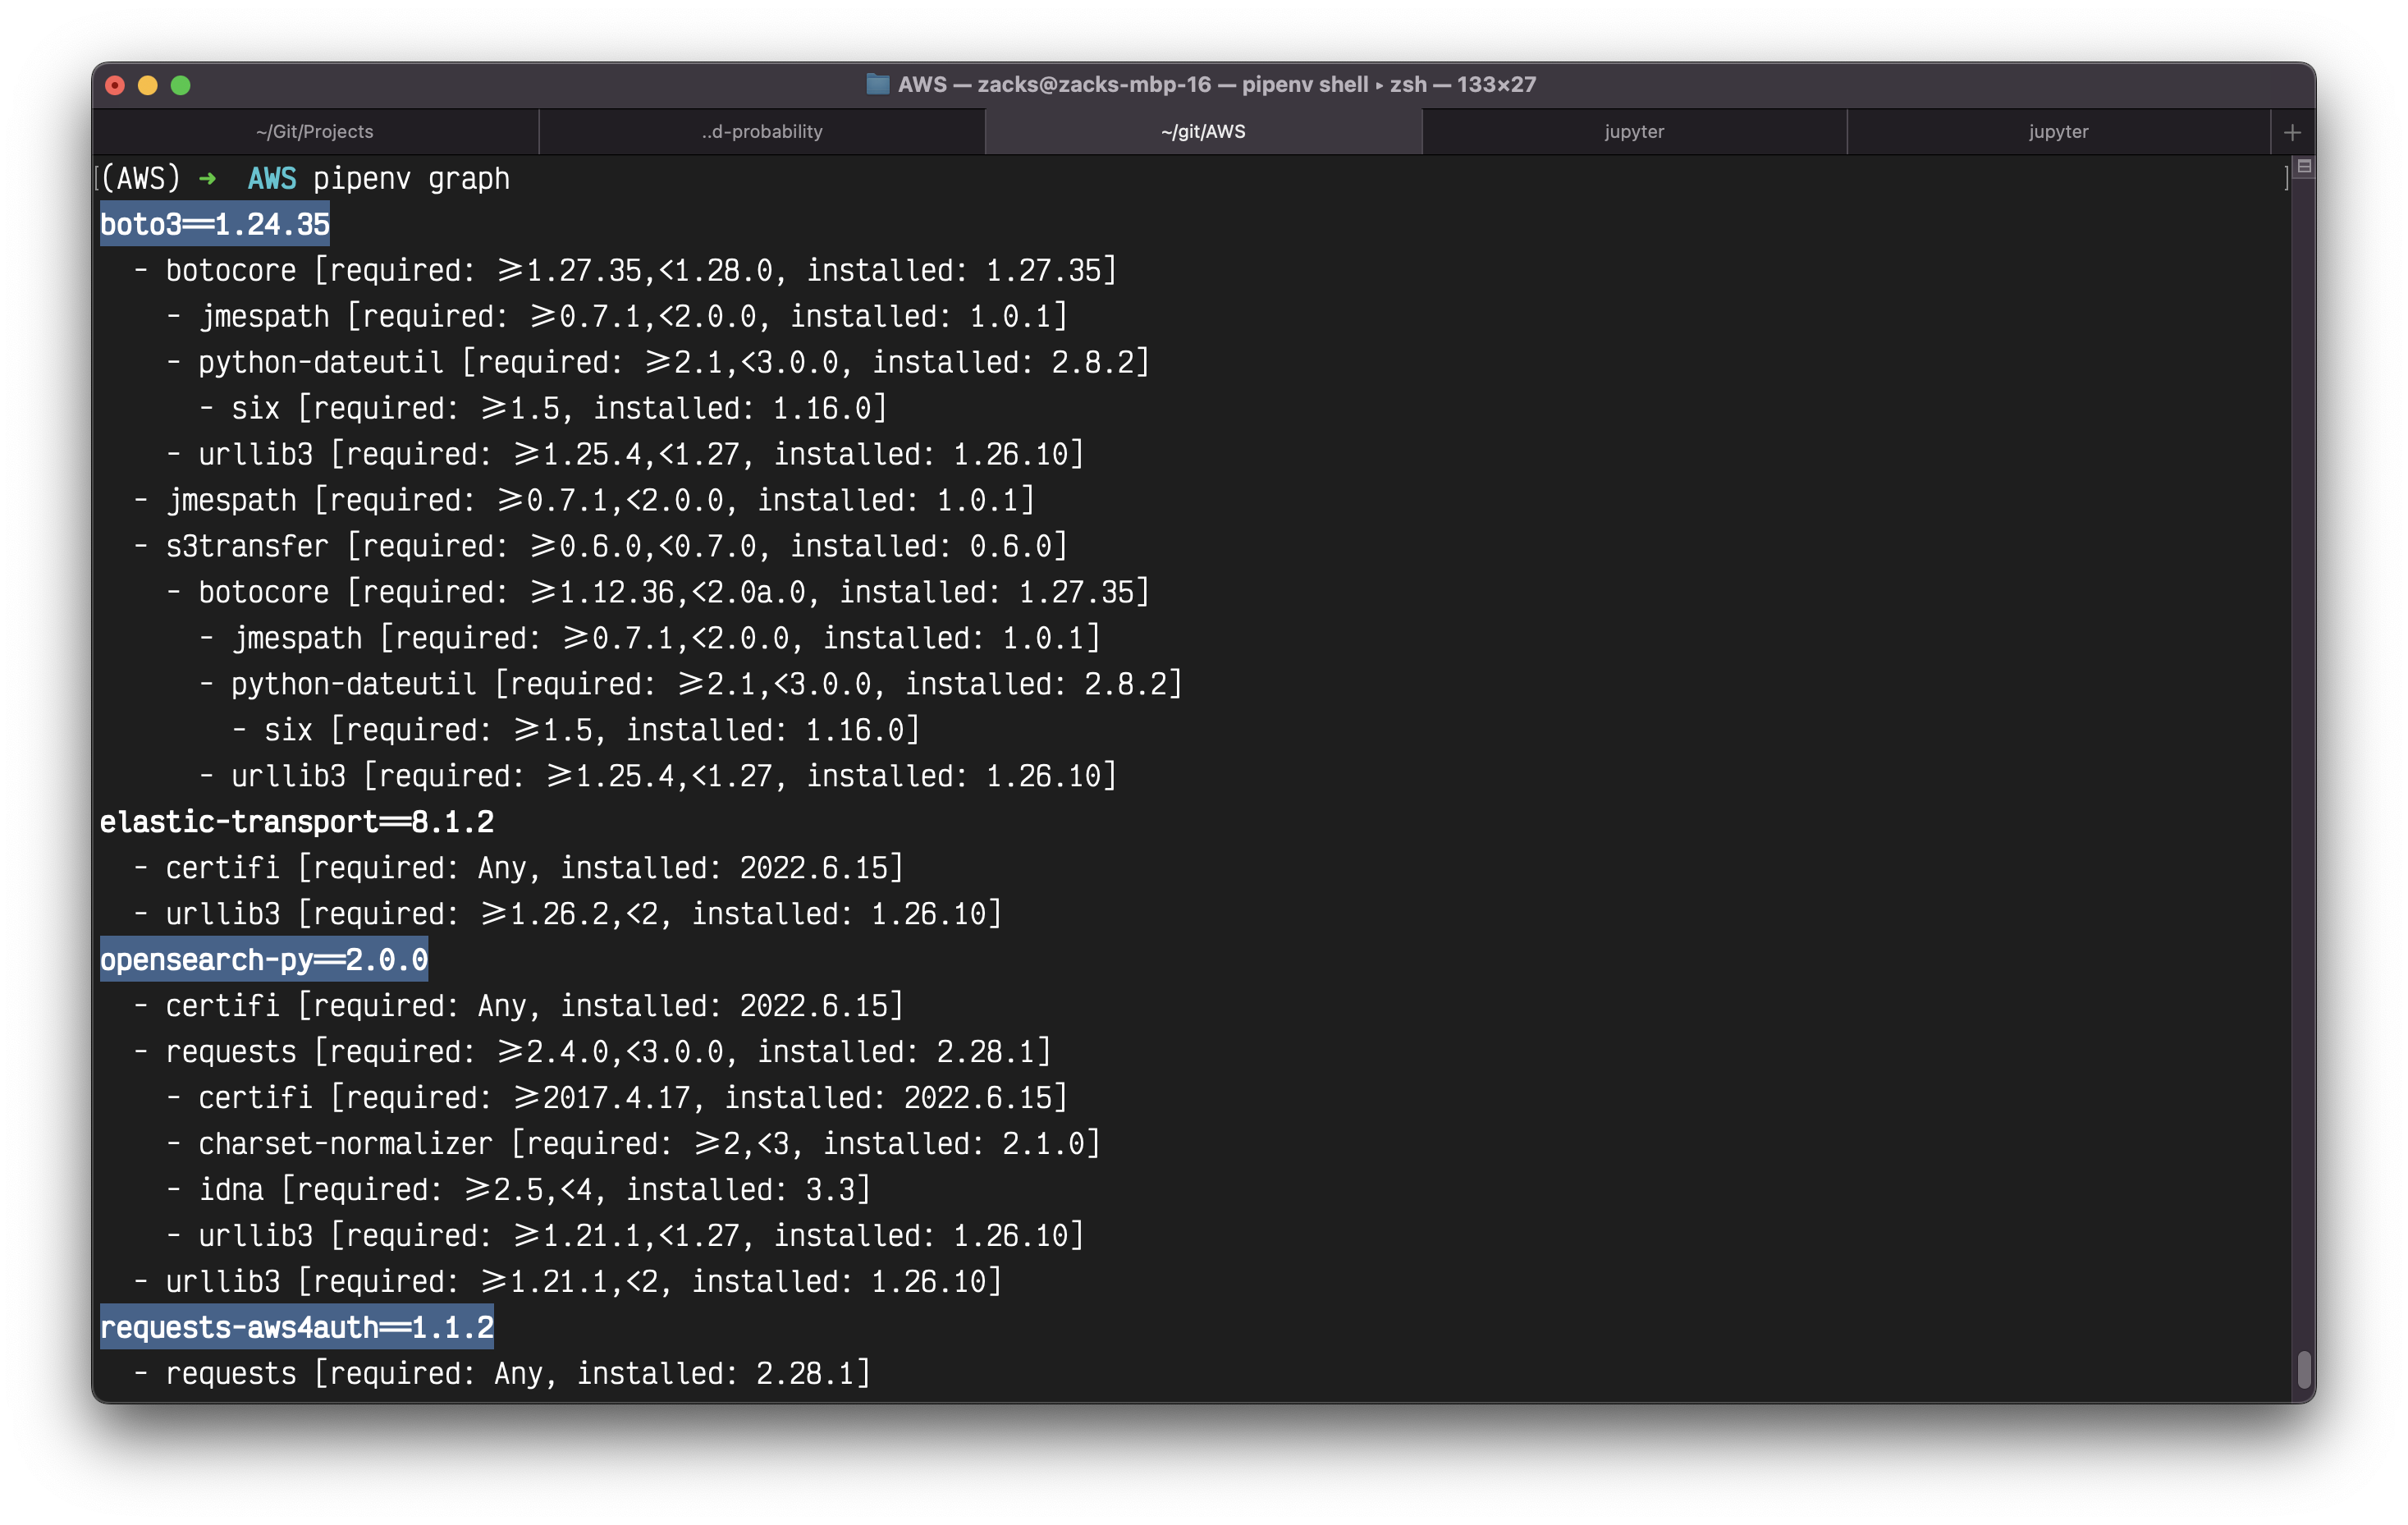 AWS — zacks@zacks-mbp-16 — pipenv shell ▸ zsh — 133×27
~/Git/Projects ..d-probability ~/git/AWS jupyter jupyter +
[(AWS) ➜  AWS pipenv graph ]
boto3==1.24.35
  - botocore [required: >=1.27.35,<1.28.0, installed: 1.27.35]
    - jmespath [required: >=0.7.1,<2.0.0, installed: 1.0.1]
    - python-dateutil [required: >=2.1,<3.0.0, installed: 2.8.2]
      - six [required: >=1.5, installed: 1.16.0]
    - urllib3 [required: >=1.25.4,<1.27, installed: 1.26.10]
  - jmespath [required: >=0.7.1,<2.0.0, installed: 1.0.1]
  - s3transfer [required: >=0.6.0,<0.7.0, installed: 0.6.0]
    - botocore [required: >=1.12.36,<2.0a.0, installed: 1.27.35]
      - jmespath [required: >=0.7.1,<2.0.0, installed: 1.0.1]
      - python-dateutil [required: >=2.1,<3.0.0, installed: 2.8.2]
        - six [required: >=1.5, installed: 1.16.0]
      - urllib3 [required: >=1.25.4,<1.27, installed: 1.26.10]
elastic-transport==8.1.2
  - certifi [required: Any, installed: 2022.6.15]
  - urllib3 [required: >=1.26.2,<2, installed: 1.26.10]
opensearch-py==2.0.0
  - certifi [required: Any, installed: 2022.6.15]
  - requests [required: >=2.4.0,<3.0.0, installed: 2.28.1]
    - certifi [required: >=2017.4.17, installed: 2022.6.15]
    - charset-normalizer [required: >=2,<3, installed: 2.1.0]
    - idna [required: >=2.5,<4, installed: 3.3]
    - urllib3 [required: >=1.21.1,<1.27, installed: 1.26.10]
  - urllib3 [required: >=1.21.1,<2, installed: 1.26.10]
requests-aws4auth==1.1.2
  - requests [required: Any, installed: 2.28.1]